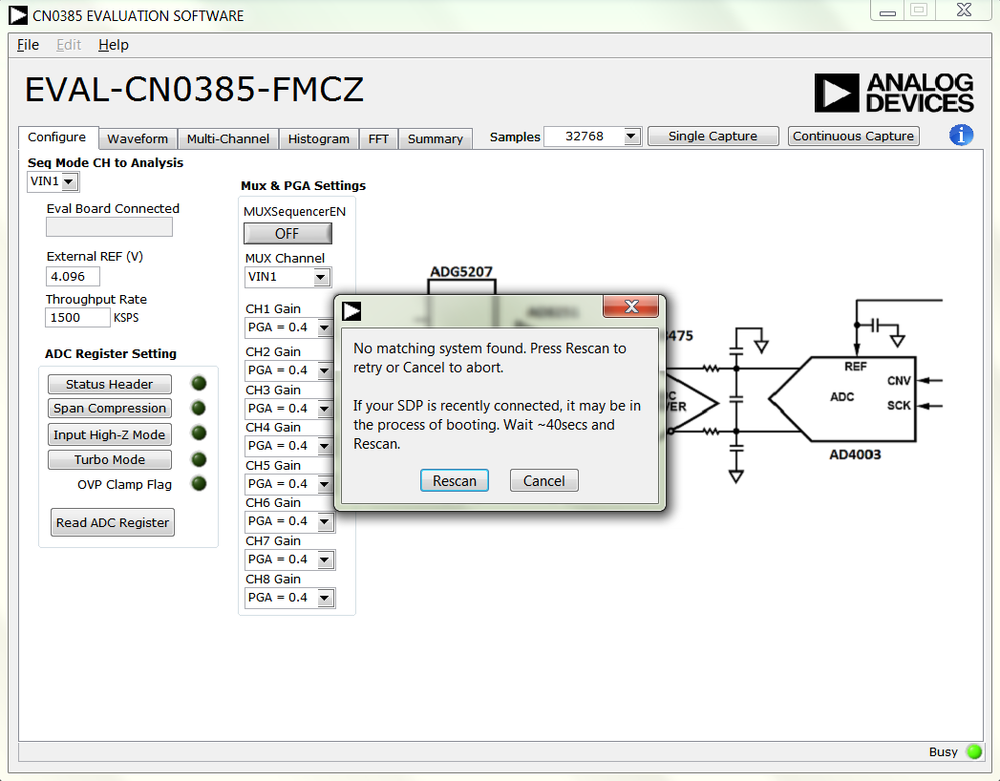 CN0385 EVALUATION SOFTWARE
File Edit Help
EVAL-CN0385-FMCZ
ANALOG
DEVICES
Configure Waveform Multi-Channel Histogram FFT Summary Samples 32768 Single Capture Continuous Capture
Seq Mode CH to Analysis
VIN1
Eval Board Connected
External REF (V)
4.096
Throughput Rate
1500 KSPS
ADC Register Setting
Status Header
Span Compression
Input High-Z Mode
Turbo Mode
OVP Clamp Flag
Read ADC Register
Mux & PGA Settings
MUXSequencerEN
OFF
MUX Channel
VIN1
CH1 Gain
PGA = 0.4
CH2 Gain
PGA = 0.4
CH3 Gain
PGA = 0.4
CH4 Gain
PGA = 0.4
CH5 Gain
PGA = 0.4
CH6 Gain
PGA = 0.4
CH7 Gain
PGA = 0.4
CH8 Gain
PGA = 0.4
ADG5207
No matching system found. Press Rescan to
retry or Cancel to abort.
If your SDP is recently connected, it may be in
the process of booting. Wait ~40secs and
Rescan.
Rescan Cancel
REF
ADC
CNV
SCK
AD4003
Busy